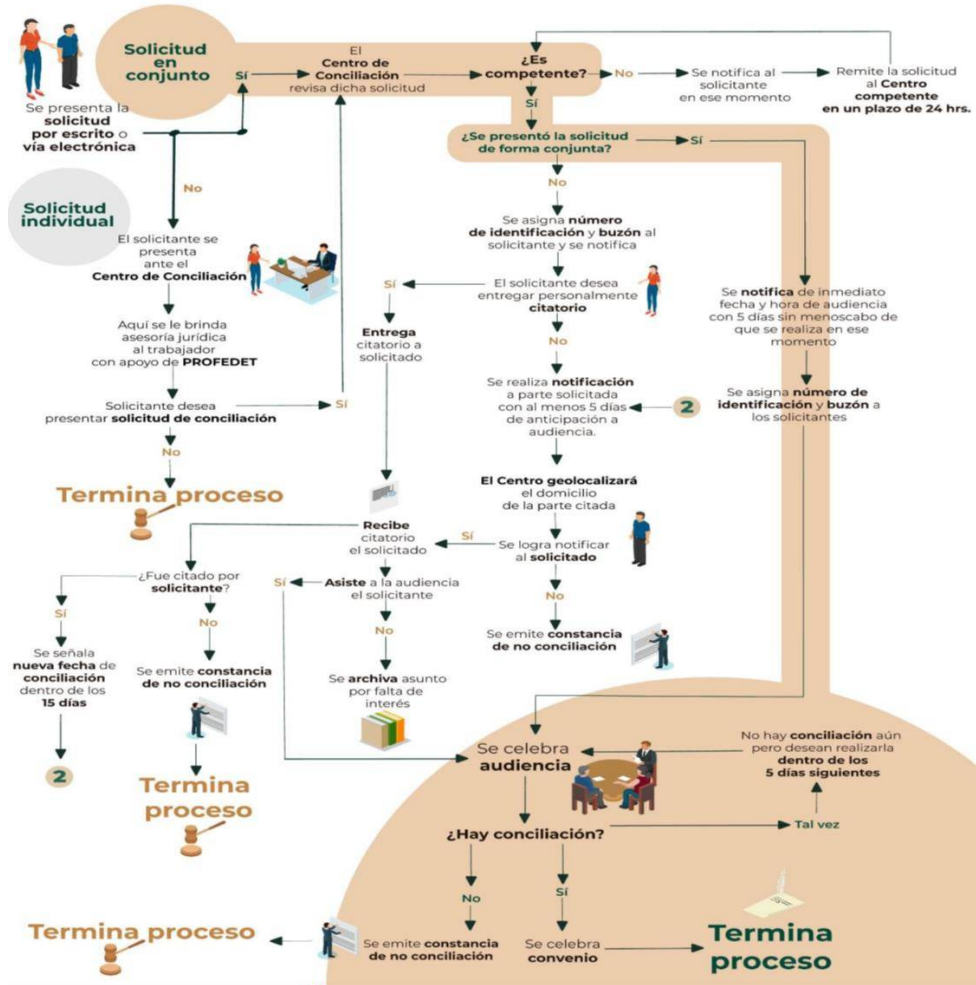 Solicitud
en
conjunto
Se presenta la
solicitud
por escrito o
vía electrónica
Sí
El
Centro de
Conciliación
revisa dicha solicitud
¿Es
competente?
No
Se notifica al
solicitante
en ese momento
Remite la solicitud
al Centro
competente
en un plazo de 24 hrs.
Sí
¿Se presentó la solicitud
de forma conjunta?
Sí
No
Solicitud
individual
No
El solicitante se
presenta
ante el
Centro de Conciliación
Aquí se le brinda
asesoría jurídica
al trabajador
con apoyo de PROFEDET
Solicitante desea
presentar solicitud de conciliación
Sí
No
Termina proceso
Se asigna número
de identificación y buzón al
solicitante y se notifica
El solicitante desea
entregar personalmente
citatorio
Sí
Entrega
citatorio a
solicitado
No
Se realiza notificación
a parte solicitada
con al menos 5 días
de anticipación a
audiencia.
2
El Centro geolocalizará
el domicilio
de la parte citada
Se logra notificar
al solicitado
Sí
No
Se emite constancia
de no conciliación
Se notifica de inmediato
fecha y hora de audiencia
con 5 días sin menoscabo de
que se realiza en ese
momento
Se asigna número de
identificación y buzón a
los solicitantes
Recibe
citatorio
el solicitado
¿Fue citado por
solicitante?
Sí
Asiste a la audiencia
el solicitante
Sí
No
No
Se señala
nueva fecha de
conciliación
dentro de los
15 días
2
Se emite constancia
de no conciliación
Termina
proceso
Se archiva asunto
por falta de
interés
Se celebra
audiencia
No hay conciliación aún
pero desean realizarla
dentro de los
5 días siguientes
¿Hay conciliación?
Tal vez
No
Sí
Se emite constancia
de no conciliación
Termina proceso
Se celebra
convenio
Termina
proceso